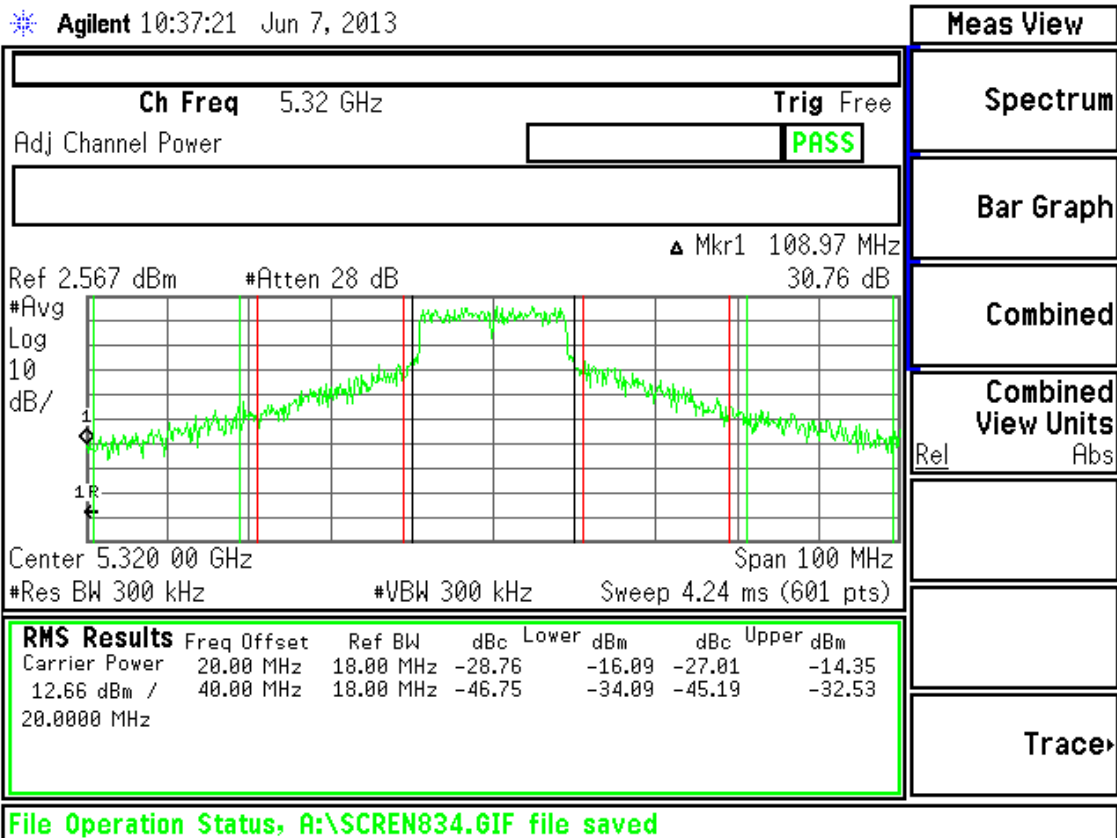 Agilent 10:37:21 Jun 7, 2013
Meas View
Ch Freq 5.32 GHz Trig Free
Adj Channel Power PASS
Δ Mkr1 108.97 MHz
Ref 2.567 dBm #Atten 28 dB 30.76 dB
#Avg
Log
10
dB/
1
1R
Center 5.320 00 GHz Span 100 MHz
#Res BW 300 kHz #VBW 300 kHz Sweep 4.24 ms (601 pts)
RMS Results Freq Offset Ref BW dBc Lower dBm dBc Upper dBm
Carrier Power 20.00 MHz 18.00 MHz -28.76 -16.09 -27.01 -14.35
12.66 dBm / 40.00 MHz 18.00 MHz -46.75 -34.09 -45.19 -32.53
20.0000 MHz
Spectrum
Bar Graph
Combined
Combined
View Units
Rel Abs
Trace
File Operation Status, A:\SCREN834.GIF file saved